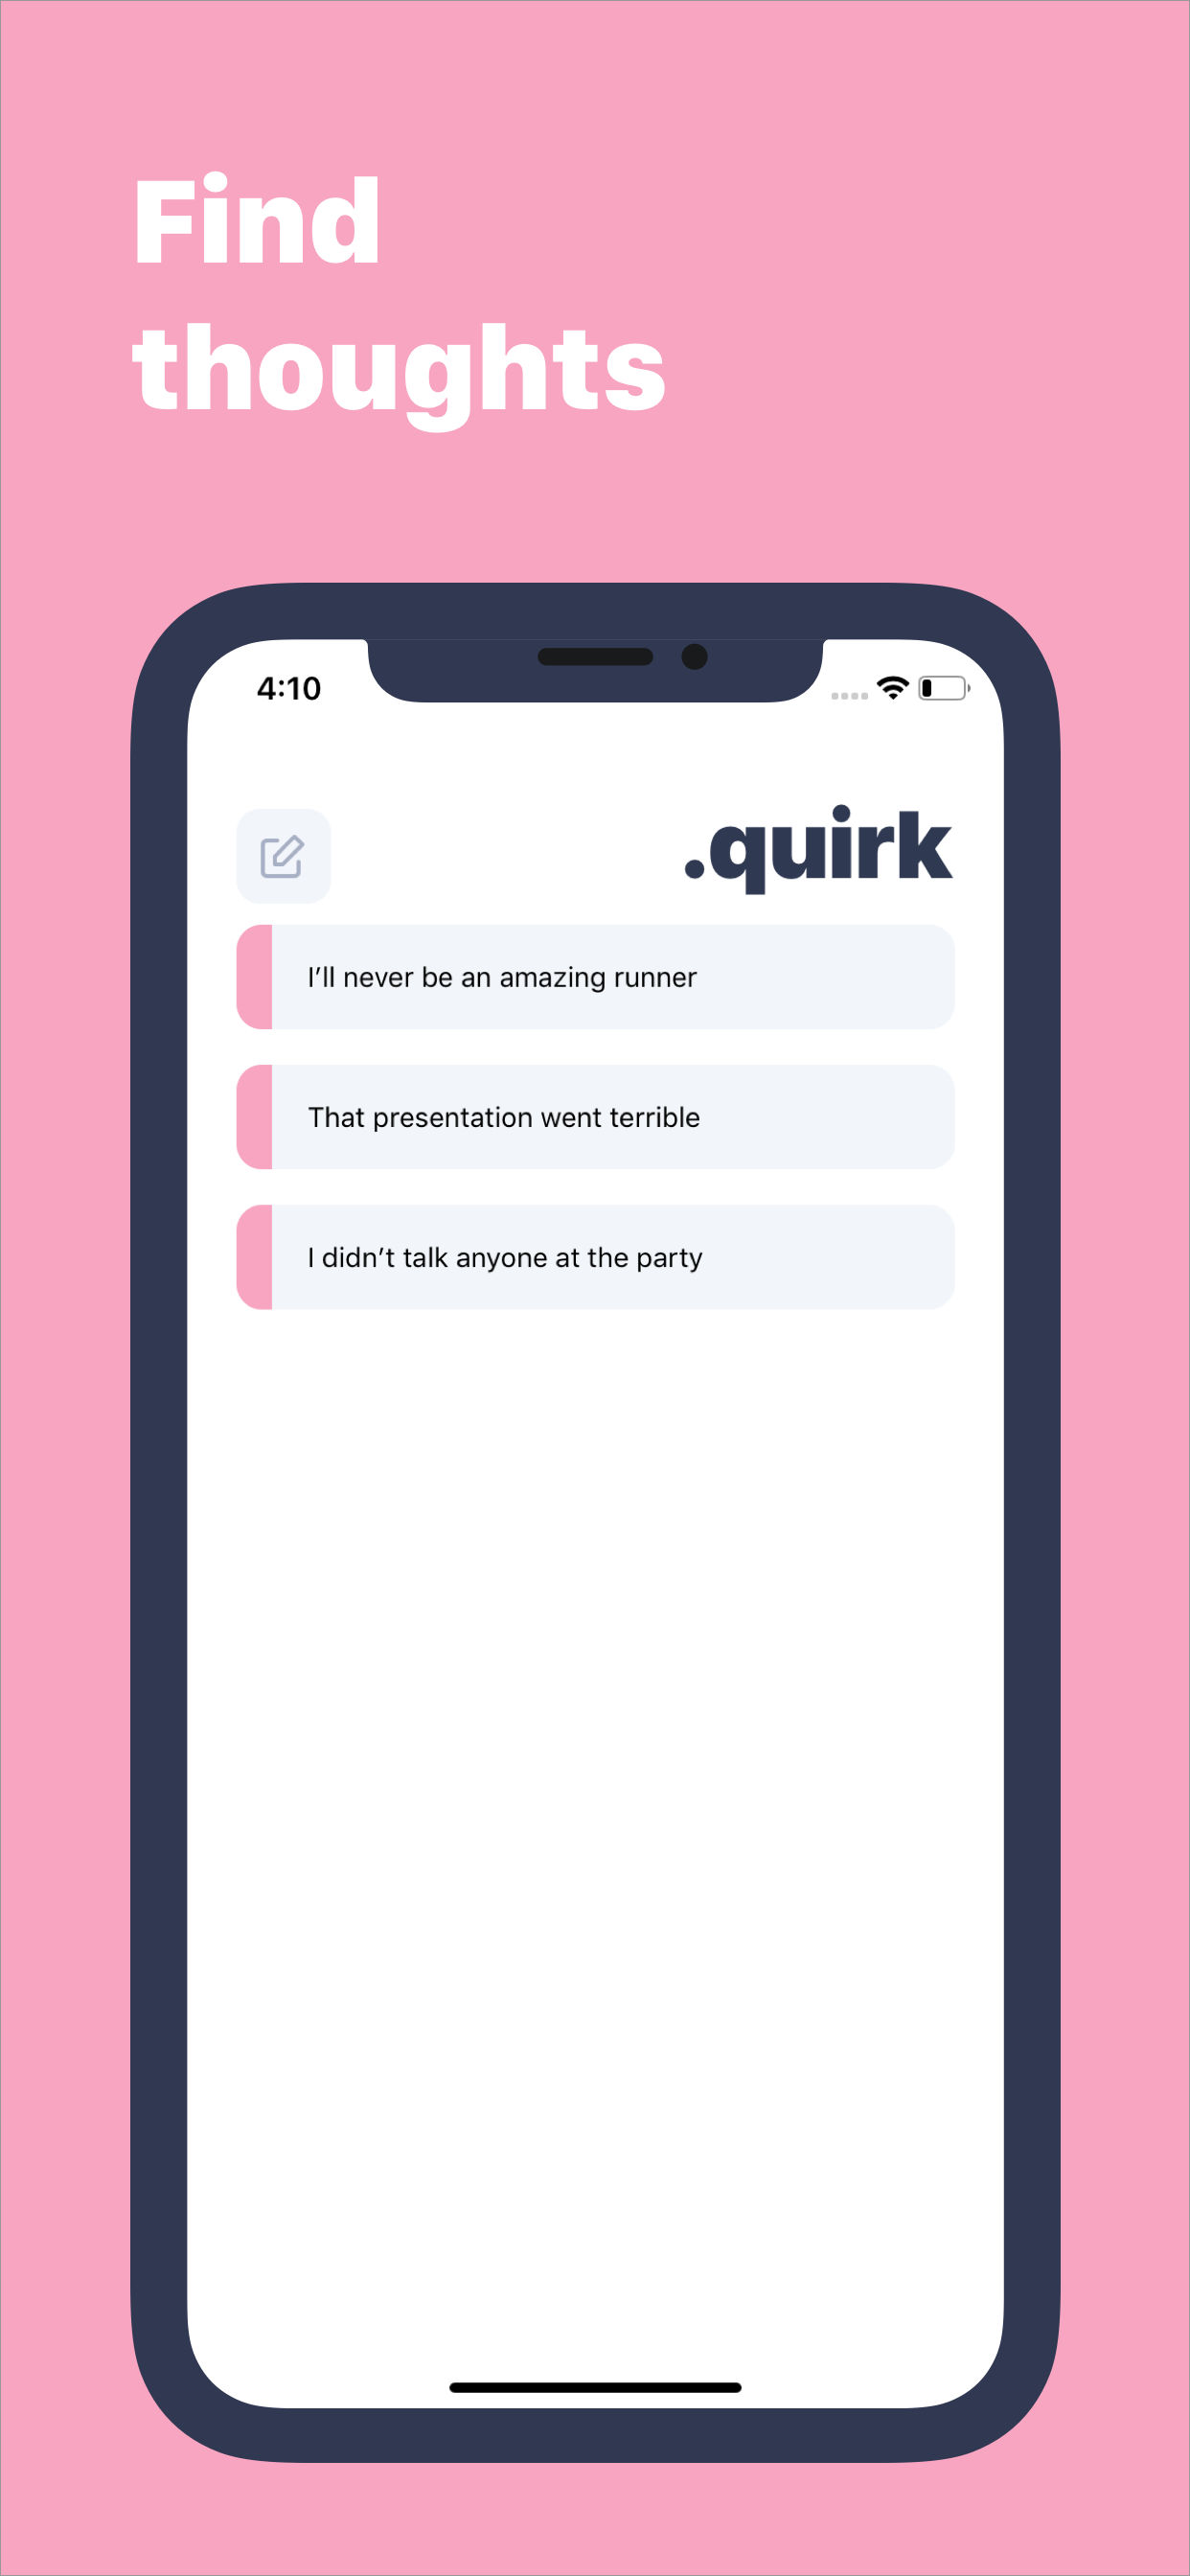 Find
thoughts
4:10
.quirk
I’ll never be an amazing runner
That presentation went terrible
I didn’t talk anyone at the party